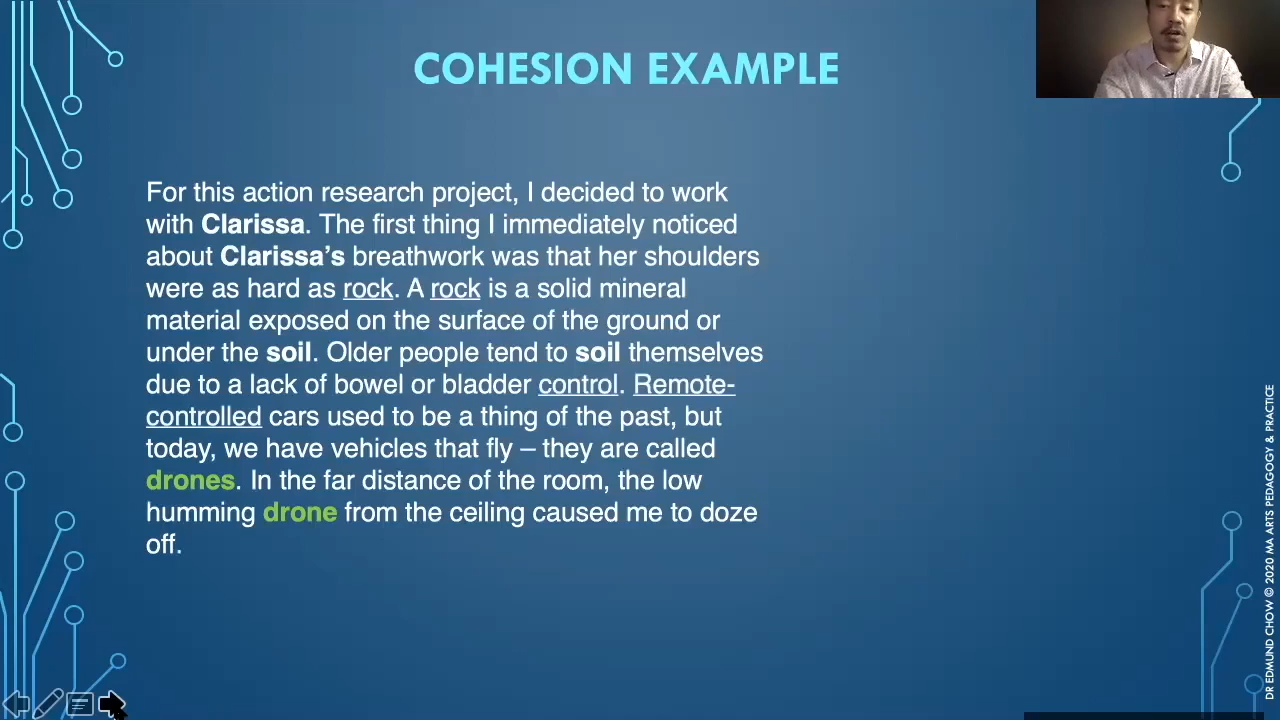 COHESION EXAMPLE
For this action research project, I decided to work
with Clarissa. The first thing I immediately noticed
about Clarissa’s breathwork was that her shoulders
were as hard as rock. A rock is a solid mineral
material exposed on the surface of the ground or
under the soil. Older people tend to soil themselves
due to a lack of bowel or bladder control. Remote-
controlled cars used to be a thing of the past, but
today, we have vehicles that fly – they are called
drones. In the far distance of the room, the low
humming drone from the ceiling caused me to doze
off.
DR EDMUND CHOW © 2020 MA ARTS PEDAGOGY & PRACTICE